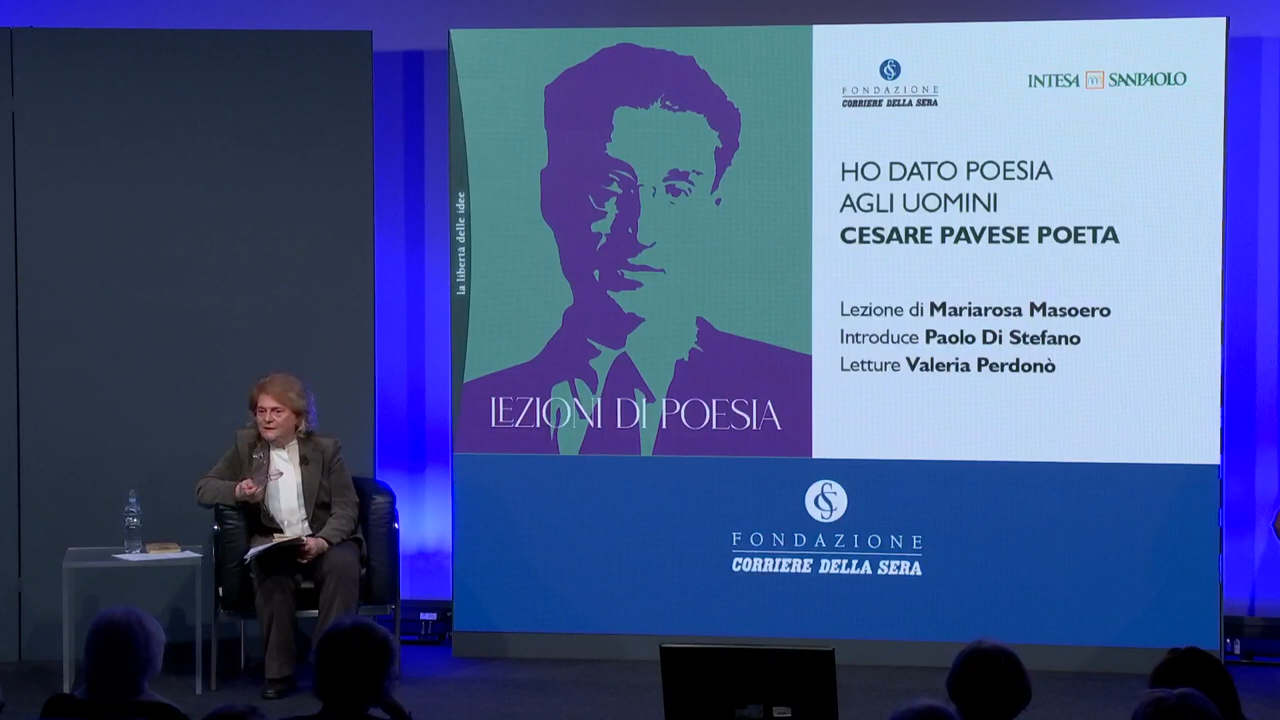 la libertà delle idee
LEZIONI DI POESIA
FONDAZIONE
CORRIERE DELLA SERA
INTESA SANPAOLO
HO DATO POESIA
AGLI UOMINI
CESARE PAVESE POETA
Lezione di Mariarosa Masoero
Introduce Paolo Di Stefano
Letture Valeria Perdonò
FONDAZIONE
CORRIERE DELLA SERA